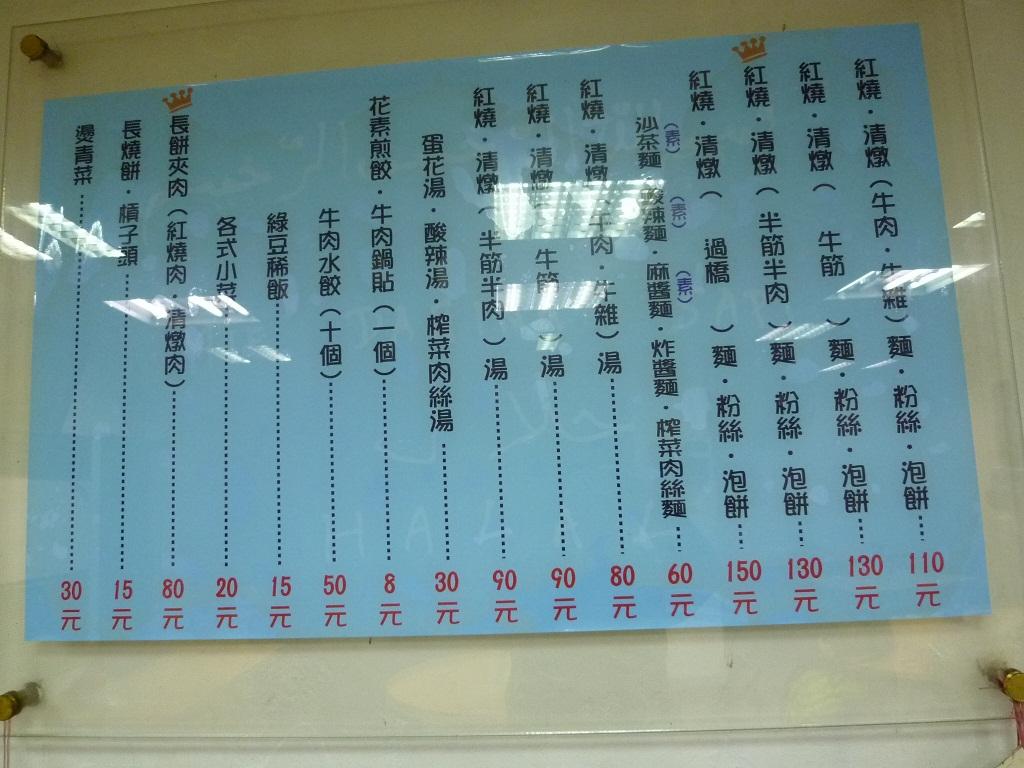 紅燒·清燉(牛肉·牛雜)麵·粉絲·泡餅 110元
紅燒·清燉( 牛筋 )麵·粉絲·泡餅 130元
紅燒·清燉(半筋半肉)麵·粉絲·泡餅 130元
紅燒·清燉( 過橋 )麵·粉絲·泡餅 150元
沙茶麵(素)·酸辣麵(素)·麻醬麵(素)·炸醬麵·榨菜肉絲麵 60元
紅燒·清燉(牛肉·牛雜)湯 80元
紅燒·清燉( 牛筋 )湯 90元
紅燒·清燉(半筋半肉)湯 90元
蛋花湯·酸辣湯·榨菜肉絲湯 30元
花素煎餃·牛肉鍋貼(一個) 8元
牛肉水餃(十個) 50元
綠豆稀飯 15元
各式小菜 20元
長餅夾肉(紅燒肉·清燉肉) 80元
長燒餅·槓子頭 15元
燙青菜 30元
HALAL